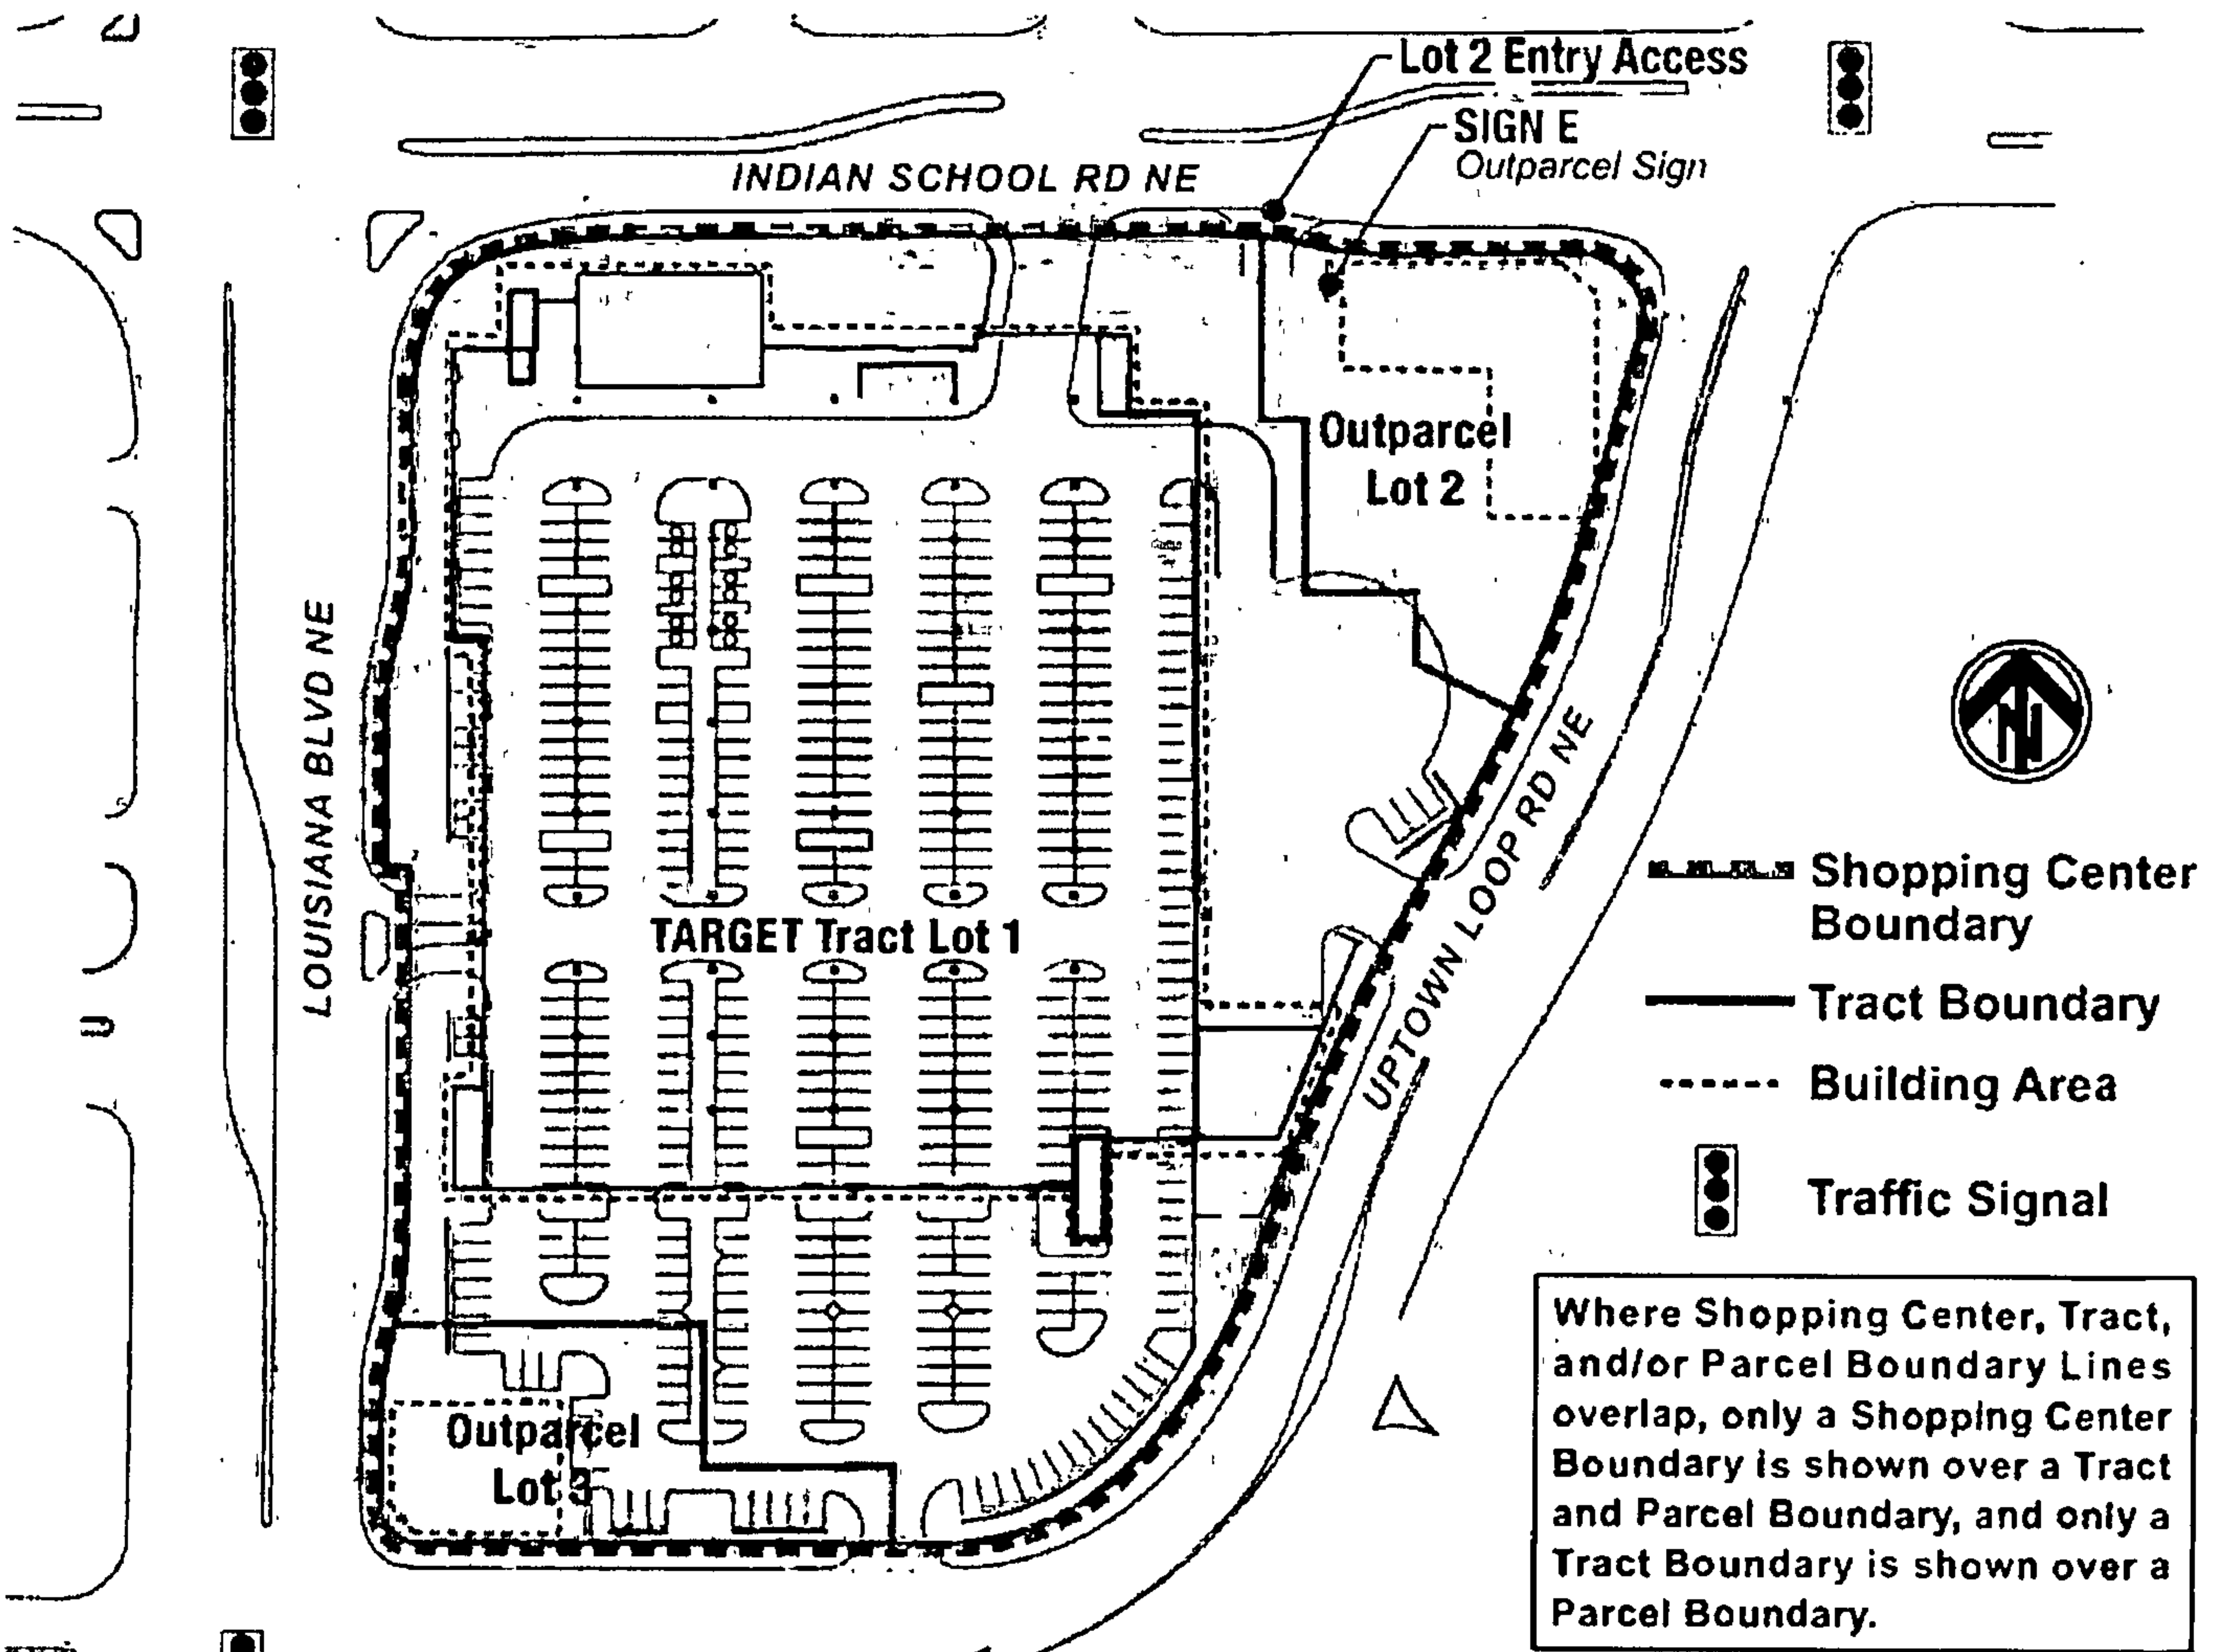 Lot 2 Entry Access
SIGN E
Outparcel Sign
INDIAN SCHOOL RD NE
Outparcel
Lot 2
LOUISIANA BLVD NE
N
UPTOWN LOOP RD NE
TARGET Tract Lot 1
Shopping Center
Boundary
Tract Boundary
Building Area
Traffic Signal
Outparcel
Lot 3
Where Shopping Center, Tract,
and/or Parcel Boundary Lines
overlap, only a Shopping Center
Boundary is shown over a Tract
and Parcel Boundary, and only a
Tract Boundary is shown over a
Parcel Boundary.